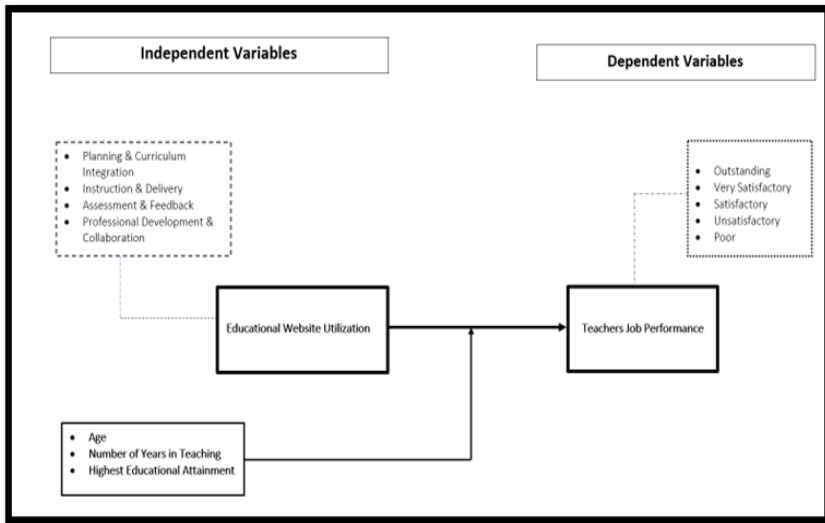 Independent Variables
Dependent Variables
• Planning & Curriculum
Integration
• Instruction & Delivery
• Assessment & Feedback
• Professional Development &
Collaboration
• Outstanding
• Very Satisfactory
• Satisfactory
• Unsatisfactory
• Poor
Educational Website Utilization
Teachers Job Performance
• Age
• Number of Years in Teaching
• Highest Educational Attainment